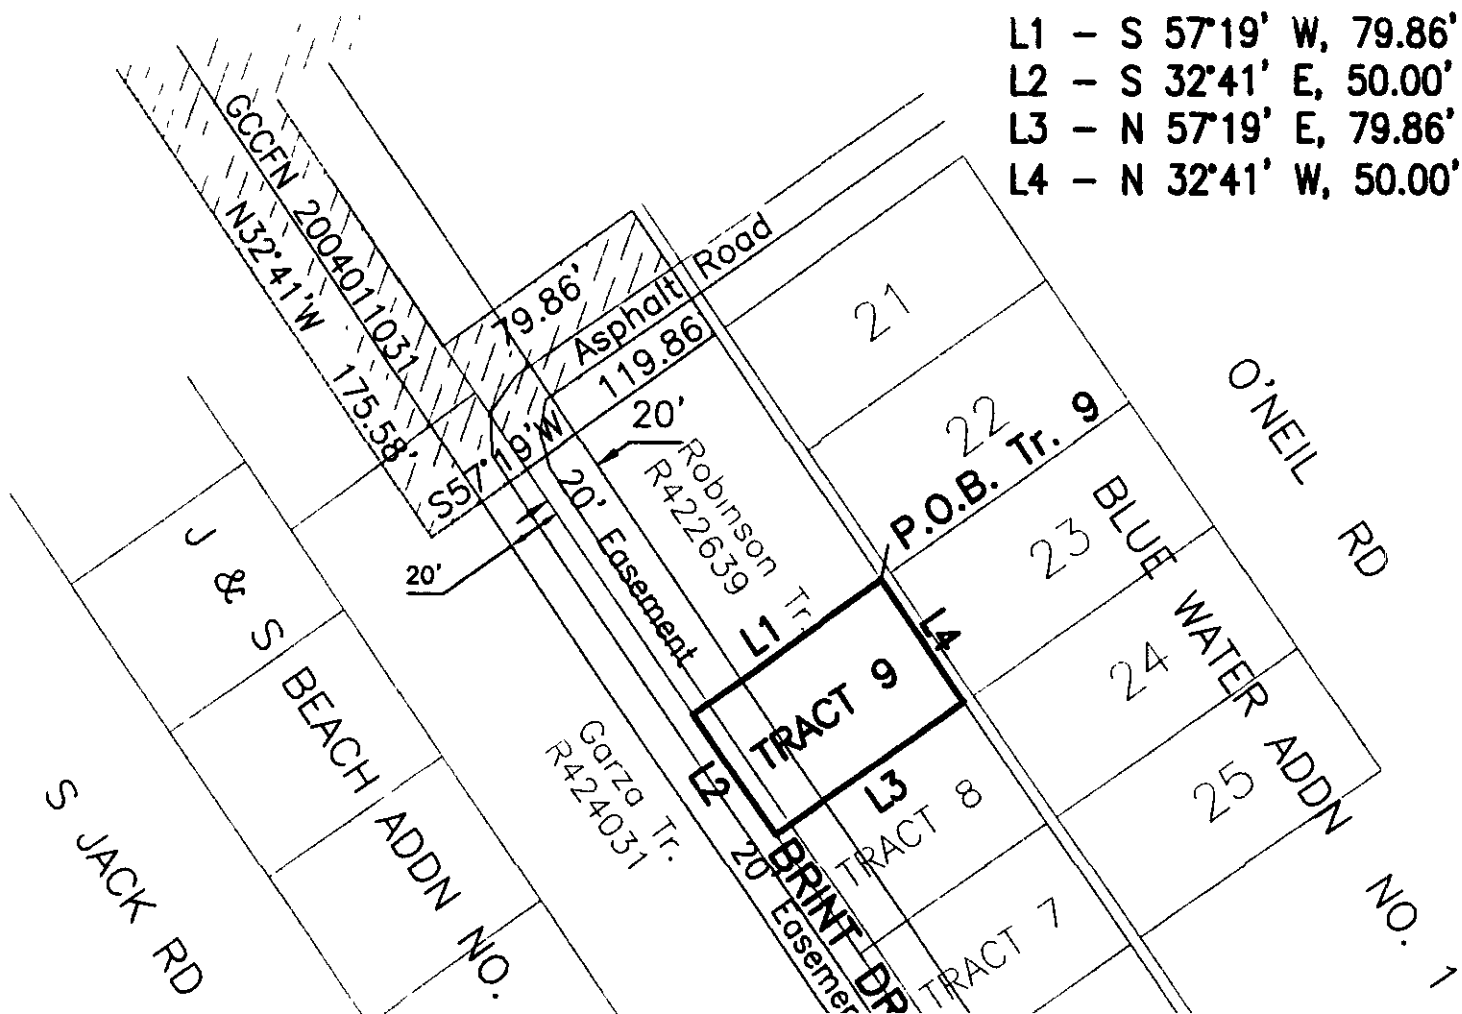 L1 - S 57°19' W, 79.86'
L2 - S 32°41' E, 50.00'
L3 - N 57°19' E, 79.86'
L4 - N 32°41' W, 50.00'
GCCFN 2004011031
N32°41'W 175.58'
79.86'
Asphalt Road
119.86'
S57°19'W
20'
20'
20' Easement
Robinson Tr.
R422639
21
22
P.O.B. Tr. 9
23
24
25
O'NEIL RD
BLUE WATER ADDN NO. 1
L1
L4
TRACT 9
L2
L3
TRACT 8
TRACT 7
Garza Tr.
R424031
20' Easemen
BRINT DR
J & S BEACH ADDN NO.
S JACK RD